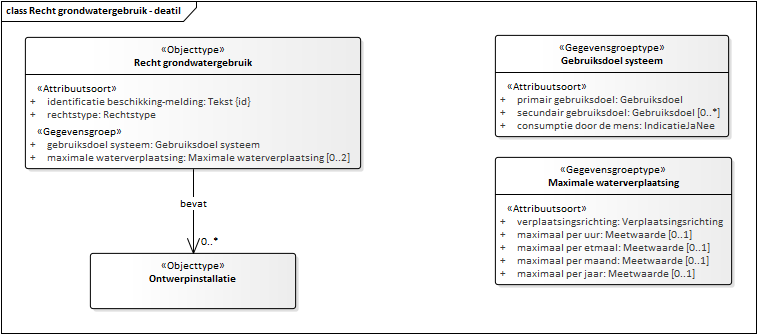 class Recht grondwatergebruik - deatil
«Objecttype»
Recht grondwatergebruik
«Attribuutsoort»
+ identificatie beschikking-melding: Tekst {id}
+ rechtstype: Rechtstype
«Gegevensgroep»
+ gebruiksdoel systeem: Gebruiksdoel systeem
+ maximale waterverplaatsing: Maximale waterverplaatsing [0..2]
bevat
0..*
«Objecttype»
Ontwerpinstallatie
«Gegevensgroeptype»
Gebruiksdoel systeem
«Attribuutsoort»
+ primair gebruiksdoel: Gebruiksdoel
+ secundair gebruiksdoel: Gebruiksdoel [0..*]
+ consumptie door de mens: IndicatieJaNee
«Gegevensgroeptype»
Maximale waterverplaatsing
«Attribuutsoort»
+ verplaatsingsrichting: Verplaatsingsrichting
+ maximaal per uur: Meetwaarde [0..1]
+ maximaal per etmaal: Meetwaarde [0..1]
+ maximaal per maand: Meetwaarde [0..1]
+ maximaal per jaar: Meetwaarde [0..1]